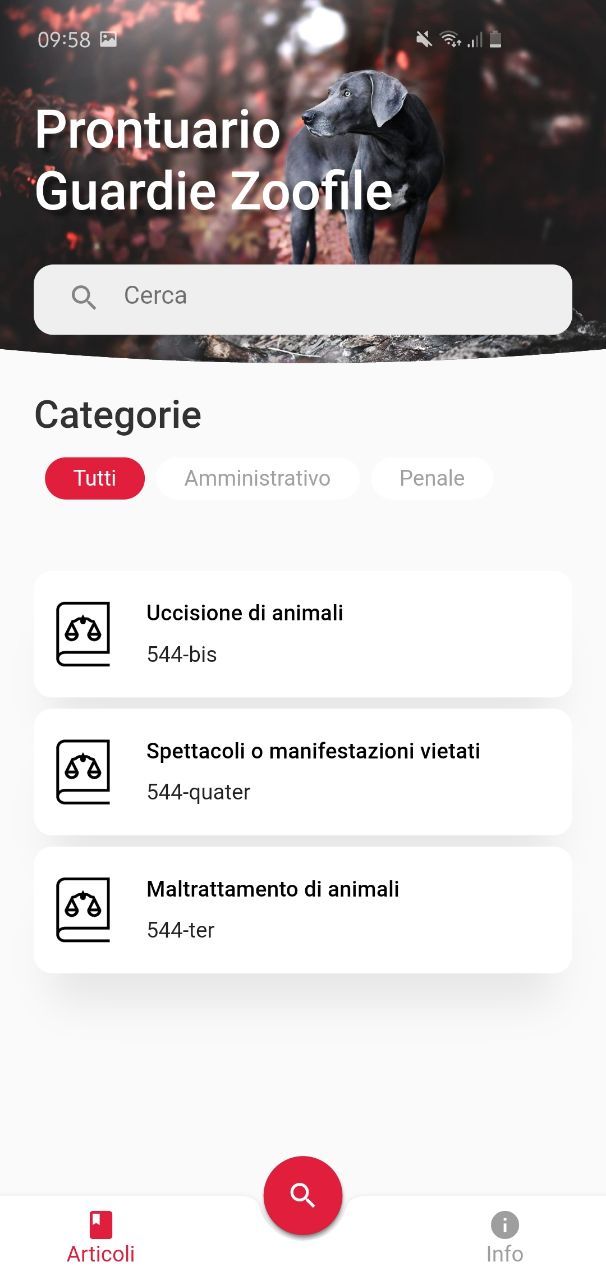 09:58
Prontuario
Guardie Zoofile
Cerca
Categorie
Tutti Amministrativo Penale
Uccisione di animali
544-bis
Spettacoli o manifestazioni vietati
544-quater
Maltrattamento di animali
544-ter
Articoli Info